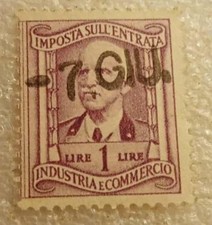 IMPOSTA SULL'ENTRATA
- 7 GIU.
LIRE 1 LIRE
INDUSTRIA E COMMERCIO